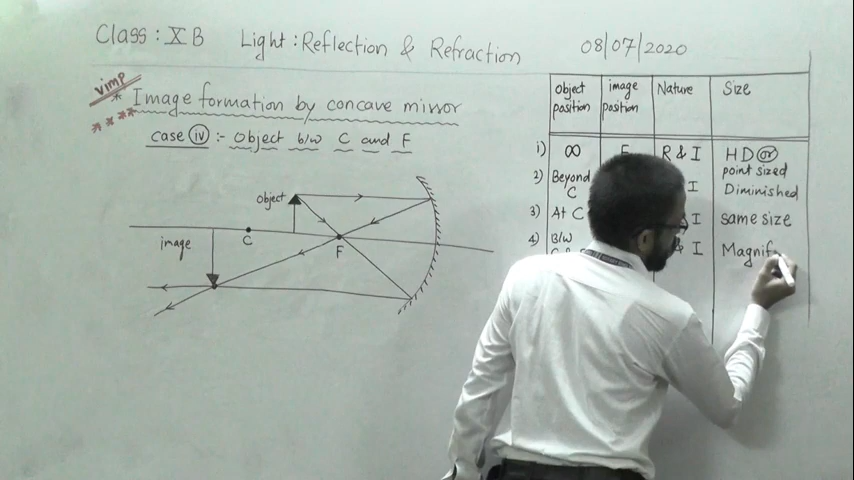 Class : X B Light : Reflection & Refraction 08/07/2020
VImp
* Image formation by concave mirror
****
case (iv) :- Object b/w C and F
object
image
C
F
object position image position Nature Size
i) ∞ F R & I HD (or) point sized
2) Beyond C I Diminished
3) At C & I same size
4) B/w & I Magnif